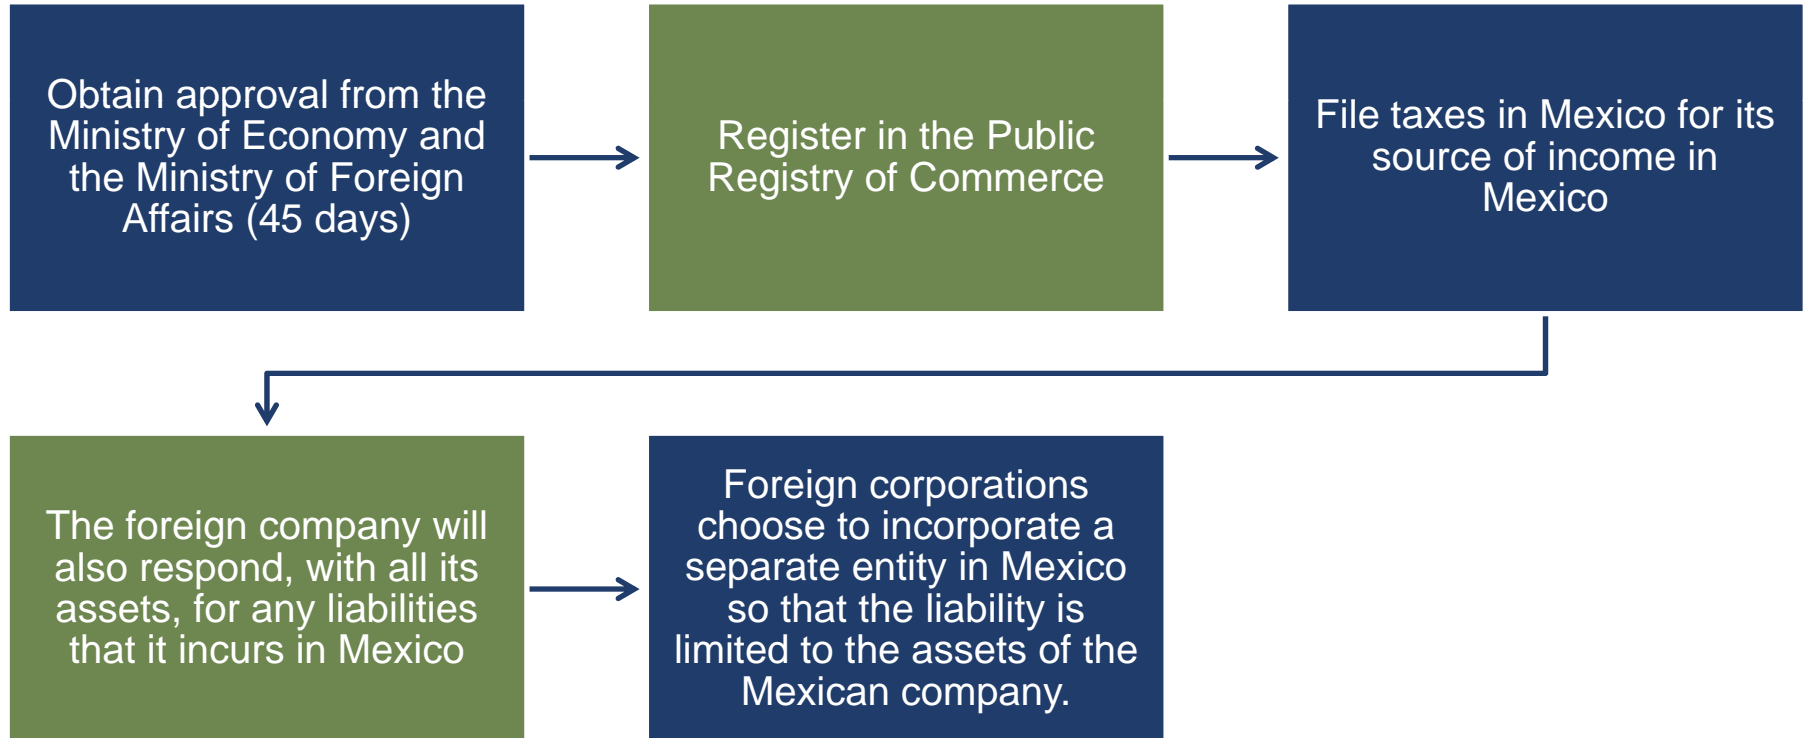 Obtain approval from the
Ministry of Economy and
the Ministry of Foreign
Affairs (45 days)
Register in the Public
Registry of Commerce
File taxes in Mexico for its
source of income in
Mexico
The foreign company will
also respond, with all its
assets, for any liabilities
that it incurs in Mexico
Foreign corporations
choose to incorporate a
separate entity in Mexico
so that the liability is
limited to the assets of the
Mexican company.